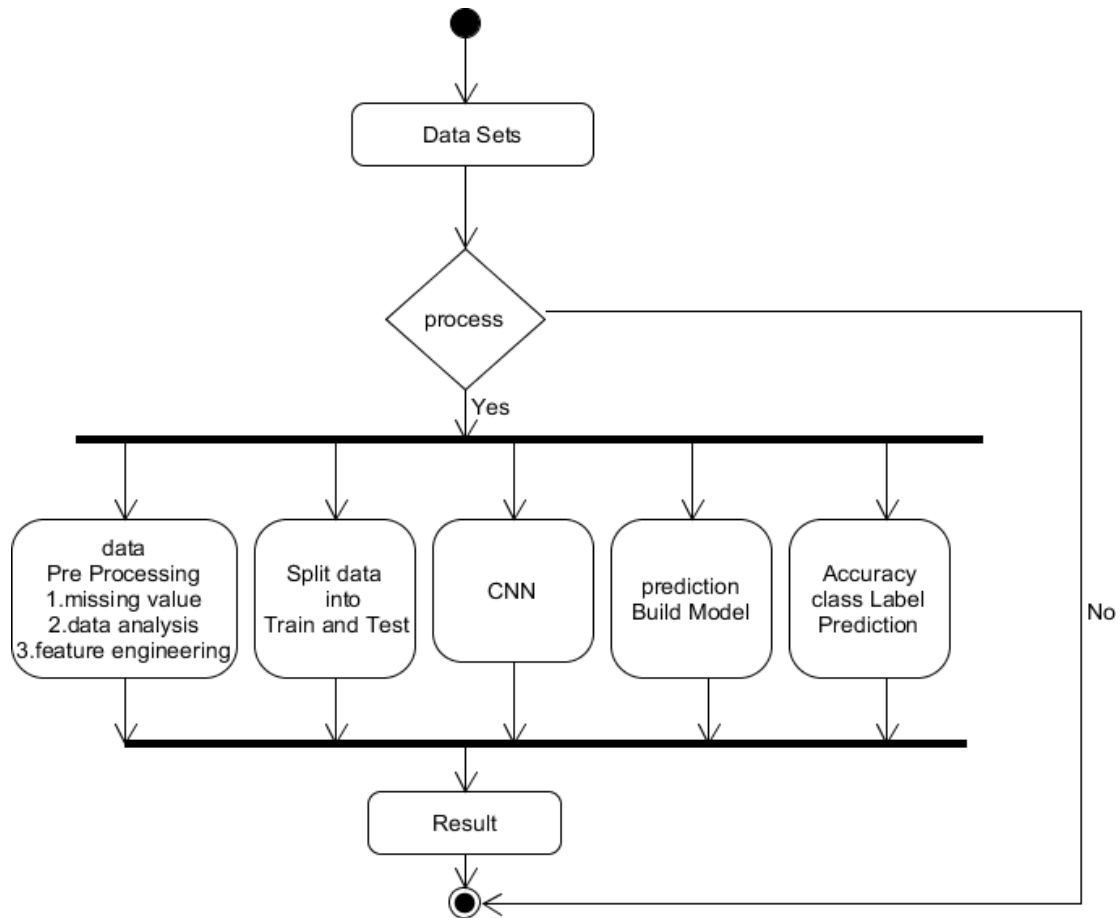 Data Sets
process
Yes
data
Pre Processing
1.missing value
2.data analysis
3.feature engineering
Split data
into
Train and Test
CNN
prediction
Build Model
Accuracy
class Label
Prediction
No
Result